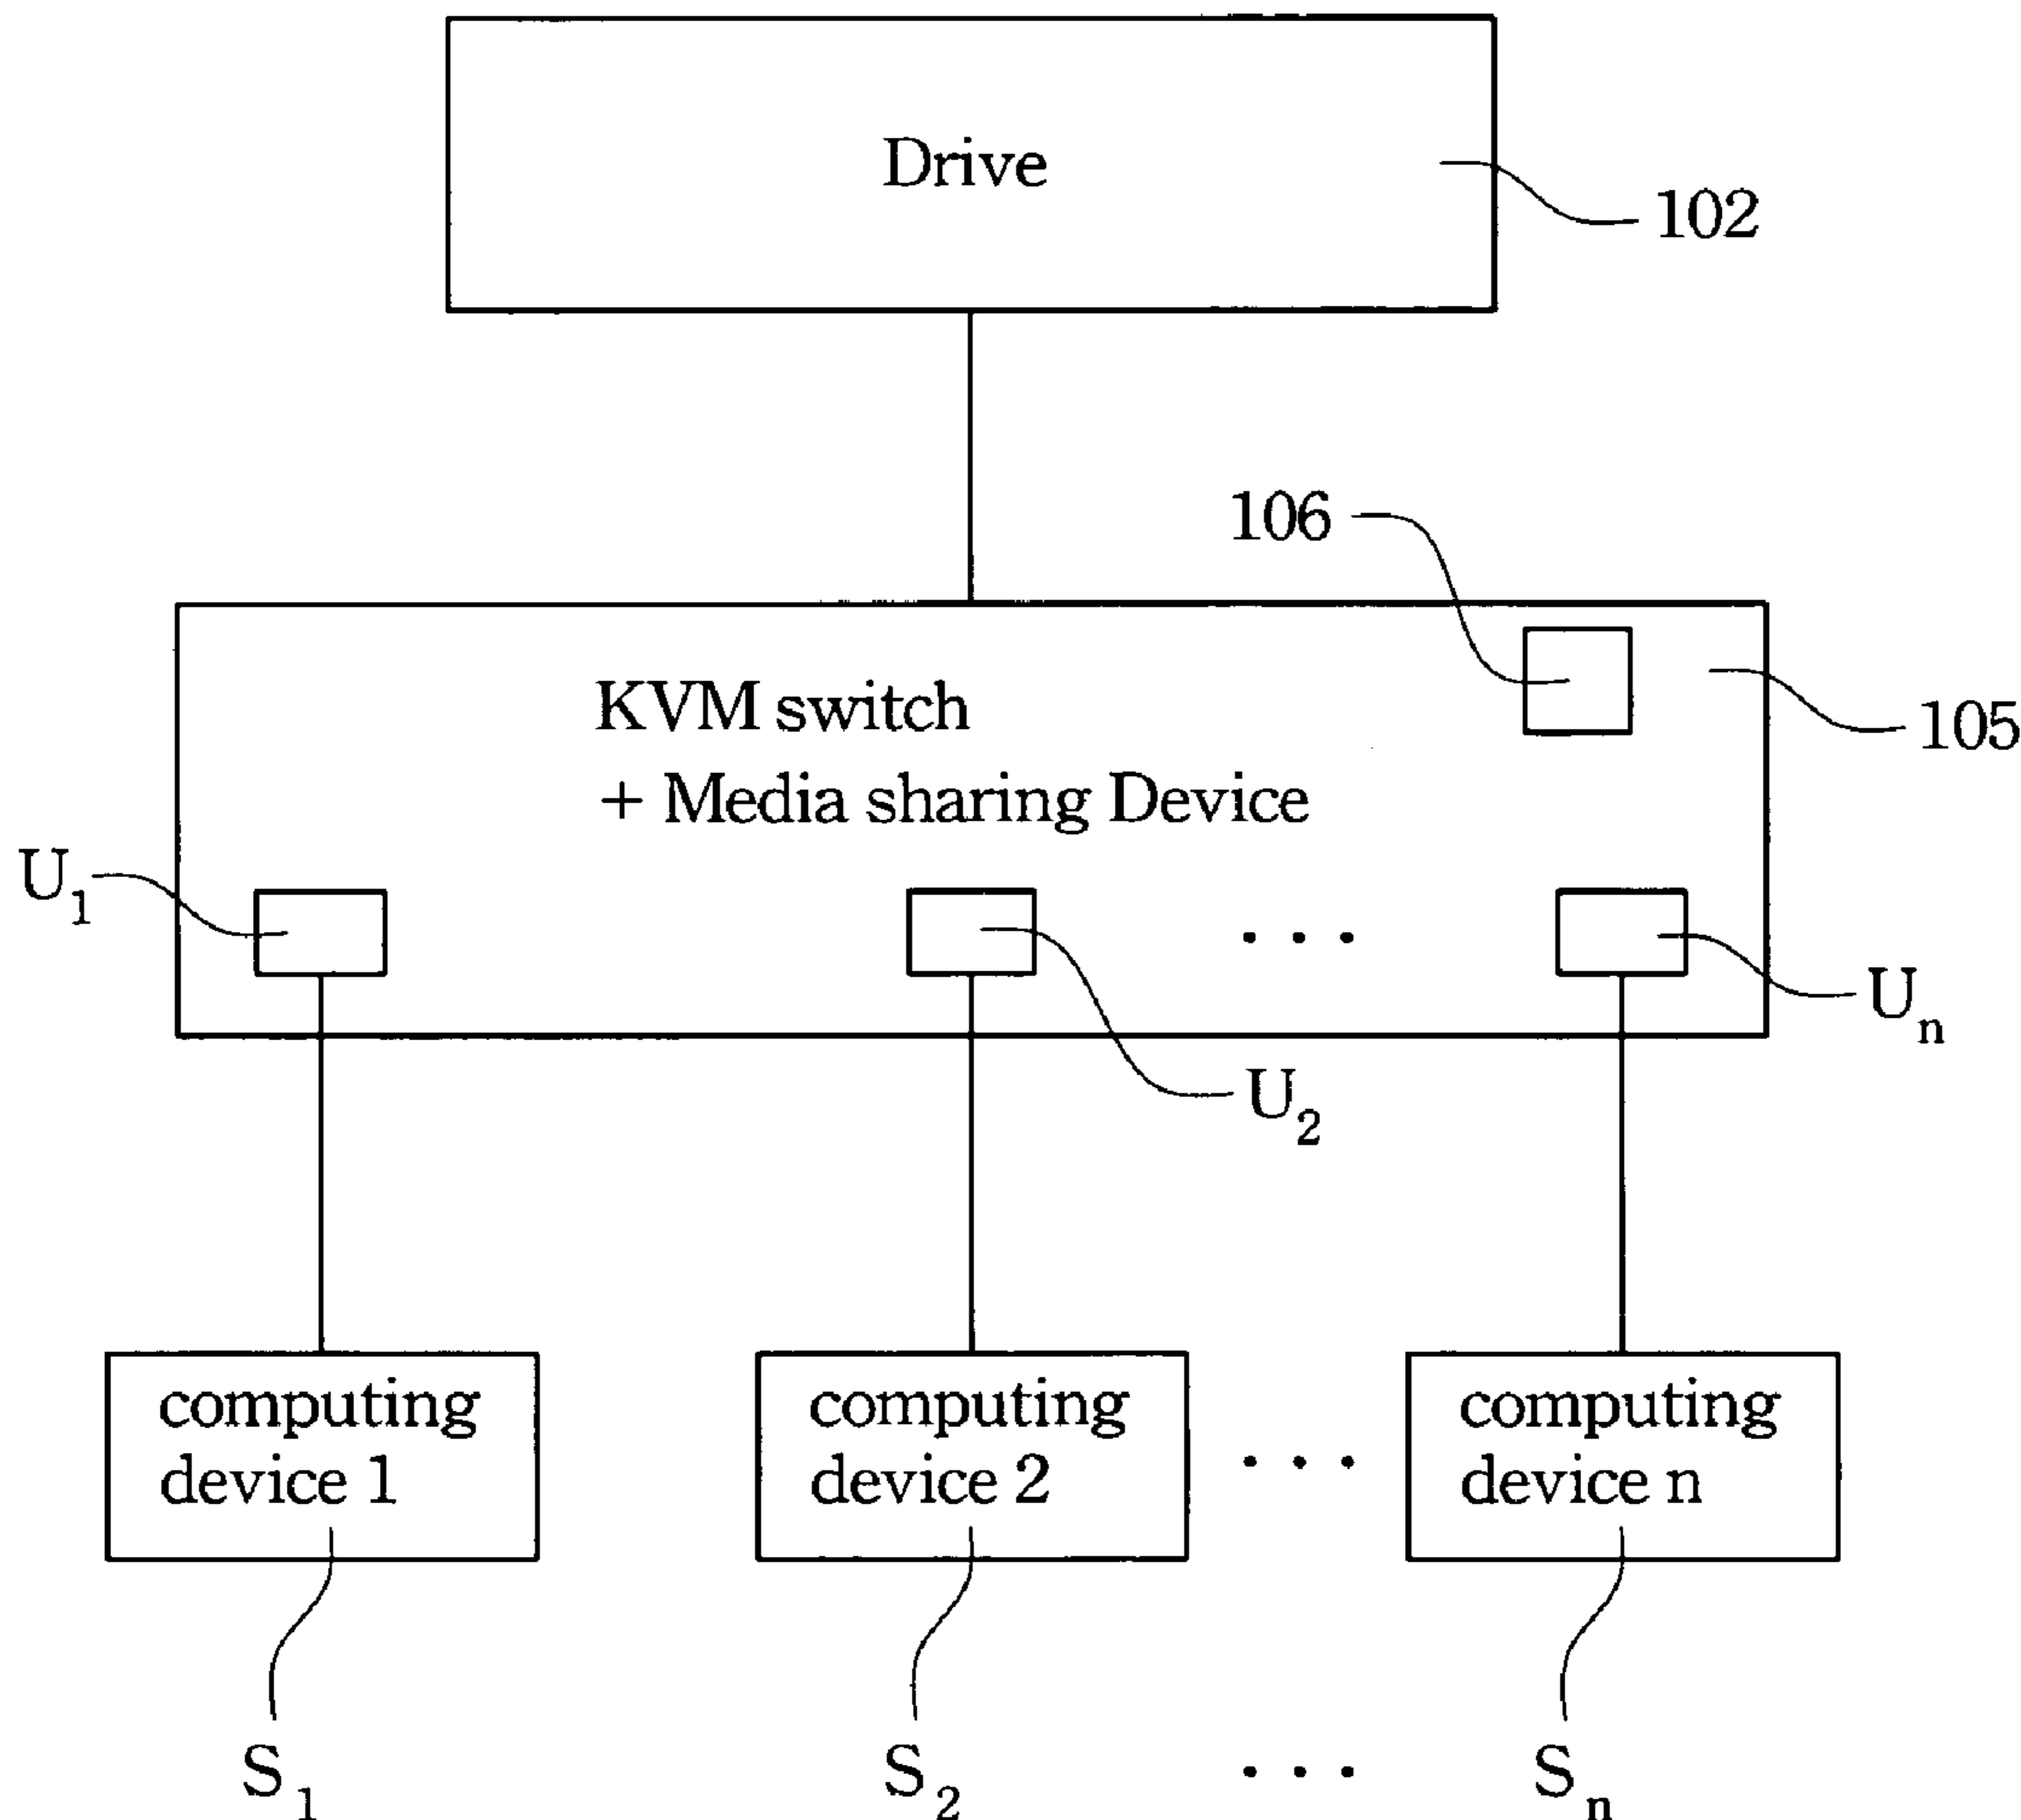 Drive
102
106
KVM switch
105
+ Media sharing Device
U1
. . .
Un
U2
computing
device 1
computing
device 2
. . .
computing
device n
S1
S2
. . .
Sn